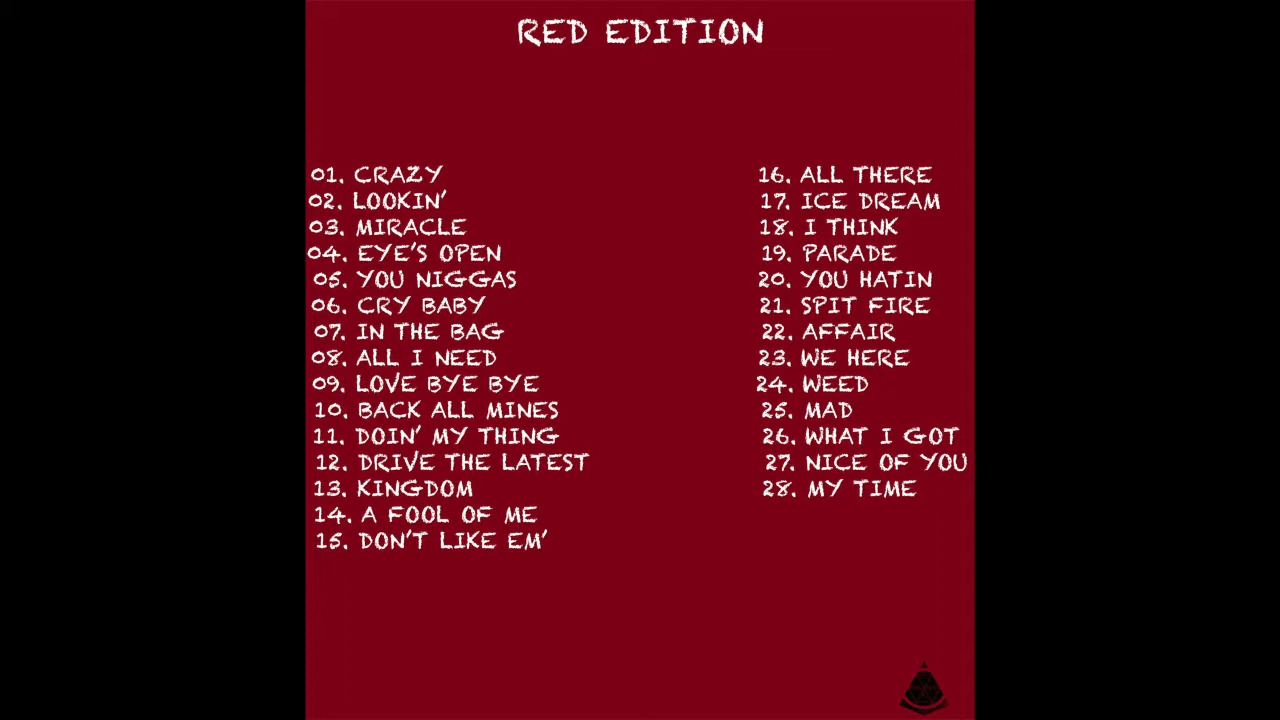 RED EDITION
01. CRAZY
02. LOOKIN'
03. MIRACLE
04. EYE'S OPEN
05. YOU NIGGAS
06. CRY BABY
07. IN THE BAG
08. ALL I NEED
09. LOVE BYE BYE
10. BACK ALL MINES
11. DOIN' MY THING
12. DRIVE THE LATEST
13. KINGDOM
14. A FOOL OF ME
15. DON'T LIKE EM'
16. ALL THERE
17. ICE DREAM
18. I THINK
19. PARADE
20. YOU HATIN
21. SPIT FIRE
22. AFFAIR
23. WE HERE
24. WEED
25. MAD
26. WHAT I GOT
27. NICE OF YOU
28. MY TIME